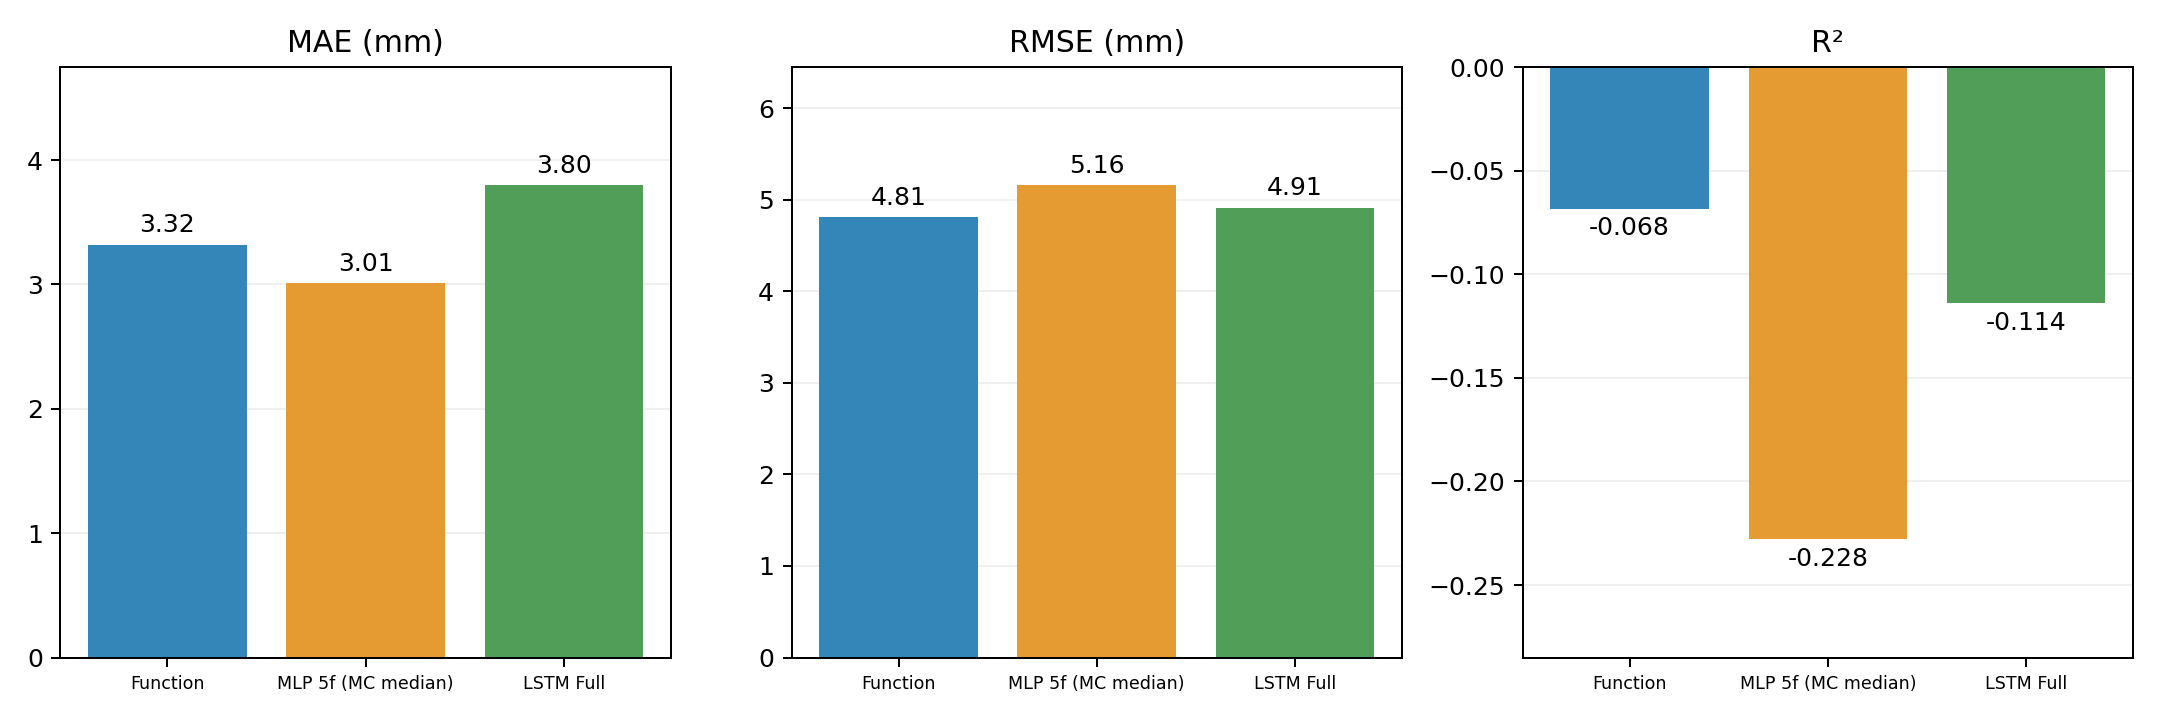 MAE (mm)
4
3
2
1
0
3.32
3.01
3.80
Function
MLP 5f (MC median)
LSTM Full
RMSE (mm)
6
5
4
3
2
1
0
4.81
5.16
4.91
Function
MLP 5f (MC median)
LSTM Full
R²
0.00
−0.05
−0.10
−0.15
−0.20
−0.25
-0.068
-0.228
-0.114
Function
MLP 5f (MC median)
LSTM Full